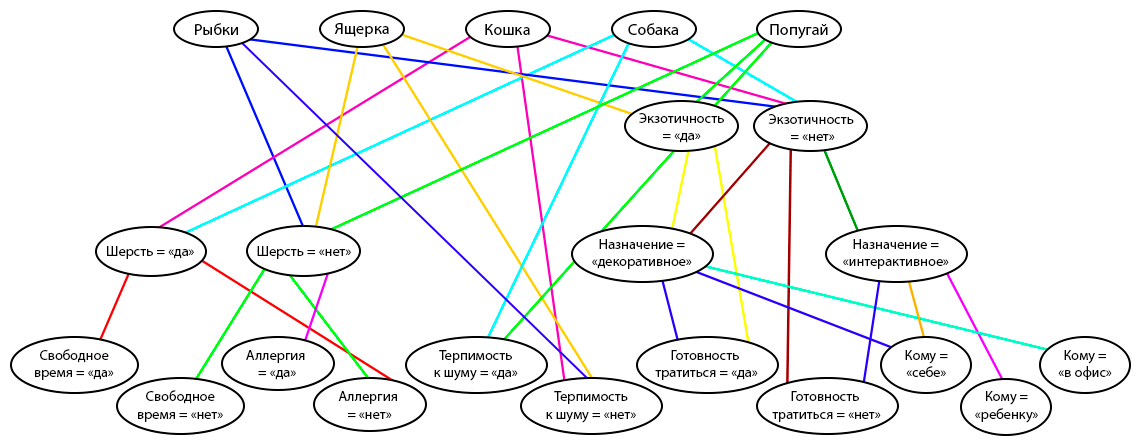 Рыбки
Ящерка
Кошка
Собака
Попугай
Экзотичность
= «да»
Экзотичность
= «нет»
Шерсть = «да»
Шерсть = «нет»
Назначение =
«декоративное»
Назначение =
«интерактивное»
Свободное
время = «да»
Аллергия
= «да»
Терпимость
к шуму = «да»
Готовность
тратиться = «да»
Кому =
«себе»
Кому =
«в офис»
Свободное
время = «нет»
Аллергия
= «нет»
Терпимость
к шуму = «нет»
Готовность
тратиться = «нет»
Кому =
«ребенку»